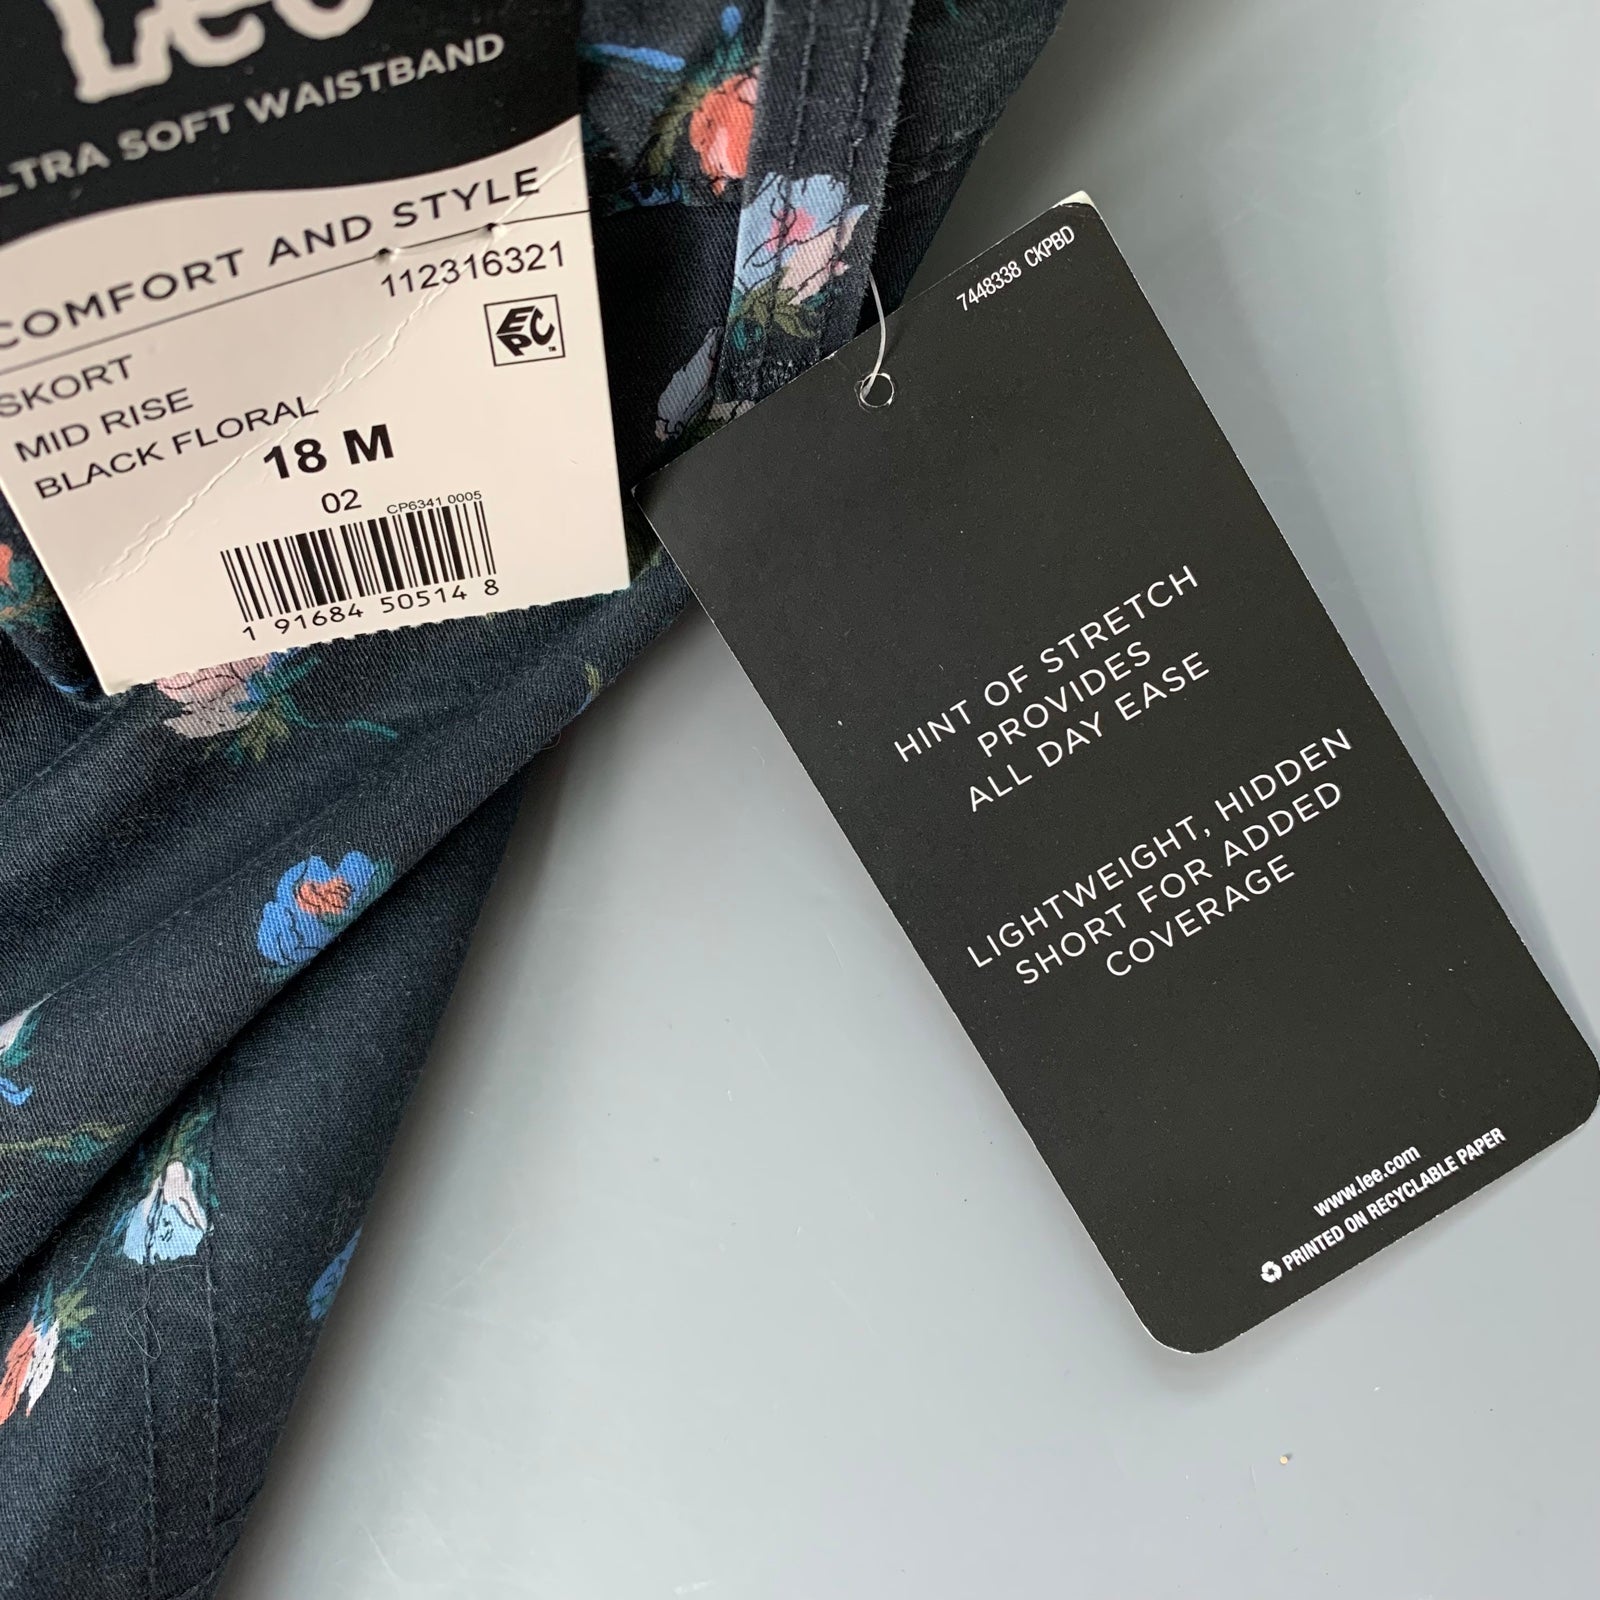 Lee
ULTRA SOFT WAISTBAND
COMFORT AND STYLE
112316321
EPC
SKORT
MID RISE
BLACK FLORAL
18 M
02
CP6341 0005
1 91684 50514 8
7448338 CKPBD
HINT OF STRETCH
PROVIDES
ALL DAY EASE
LIGHTWEIGHT, HIDDEN
SHORT FOR ADDED
COVERAGE
www.lee.com
PRINTED ON RECYCLABLE PAPER